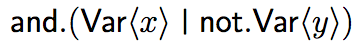 and.(Var⟨x⟩ | not.Var⟨y⟩)